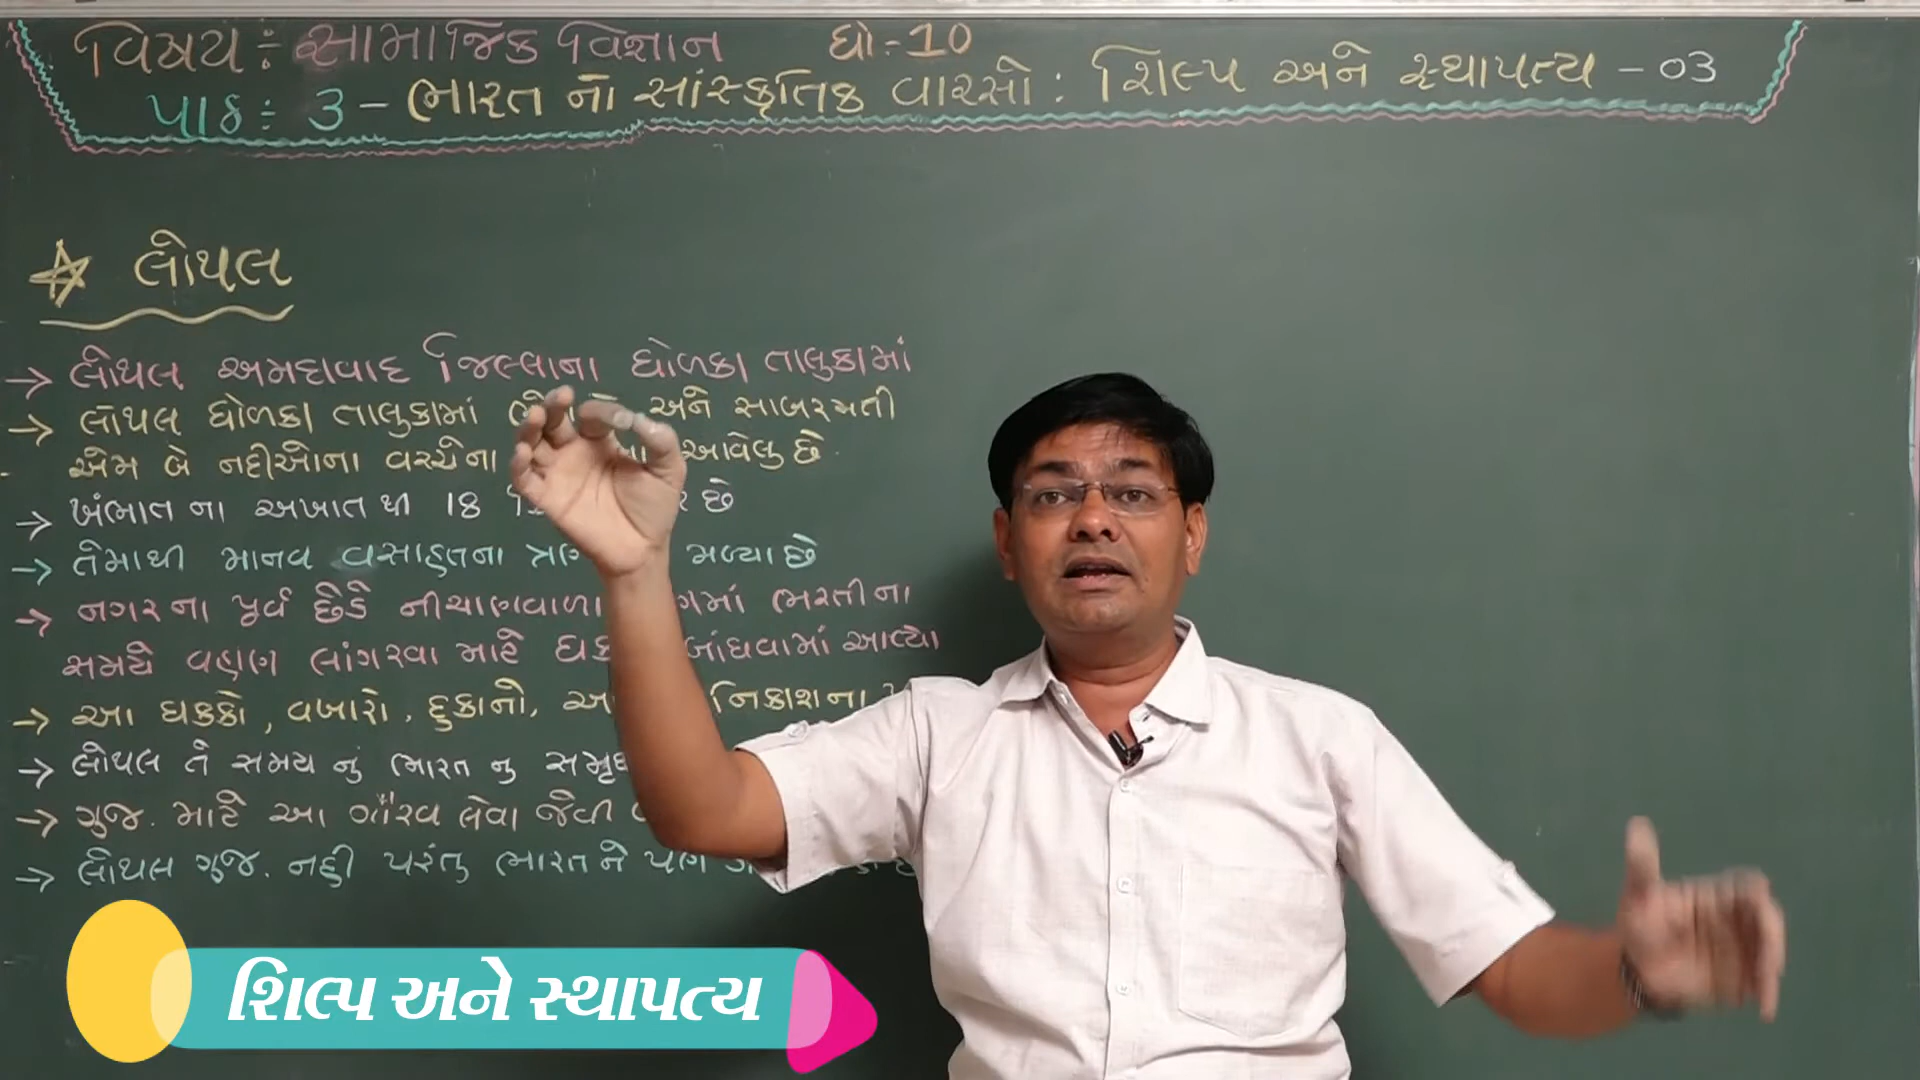 વિષય : સામાજિક વિજ્ઞાન ધો - 10
પાઠ : 3 - ભારત નો સાંસ્કૃતિક વારસો : શિલ્પ અને સ્થાપત્ય - 03
☆ લોથલ
→ લોથલ અમદાવાદ જિલ્લાના ધોળકા તાલુકામાં
→ લોથલ ધોળકા તાલુકામાં અને સાબરમતી
એમ બે નદીઓના વચ્ચેના આવેલુ છે.
→ ખંભાત ના અખાત થી 18 છે
→ તેમાથી માનવ વસાહતના મળ્યા છે
→ નગર ના પૂર્વ છેડે નીચાણવાળા ભરતી ના
સમયે વહાણ લાંગરવા માટે બાંધવામાં આવ્યો
→ આ ધક્કો, વખારો, દુકાનો, નિકાશના
→ લોથલ તે સમય નું ભારત નુ
→ ગુજ. માટે આ ગૌરવ લેવા જેવી
→ લોથલ ગુજ. નહી પરંતુ ભારત ને પણ
શિલ્પ અને સ્થાપત્ય